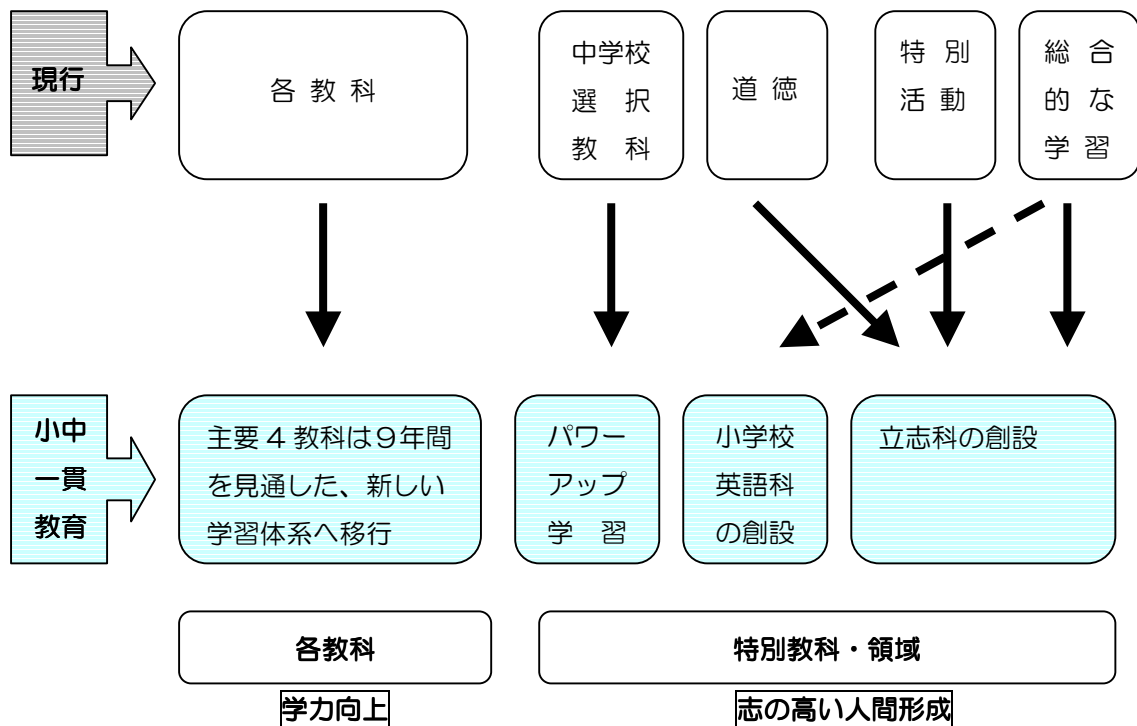 現行
各 教 科
中学校
選 択
教 科
道 徳
特 別
活 動
総 合
的 な
学 習
小中
一貫
教育
主要 4 教科は９年間
を見通した、新しい
学習体系へ移行
パワー
アップ
学 習
小学校
英語科
の創設
立志科の創設
各教科
特別教科・領域
学力向上
志の高い人間形成